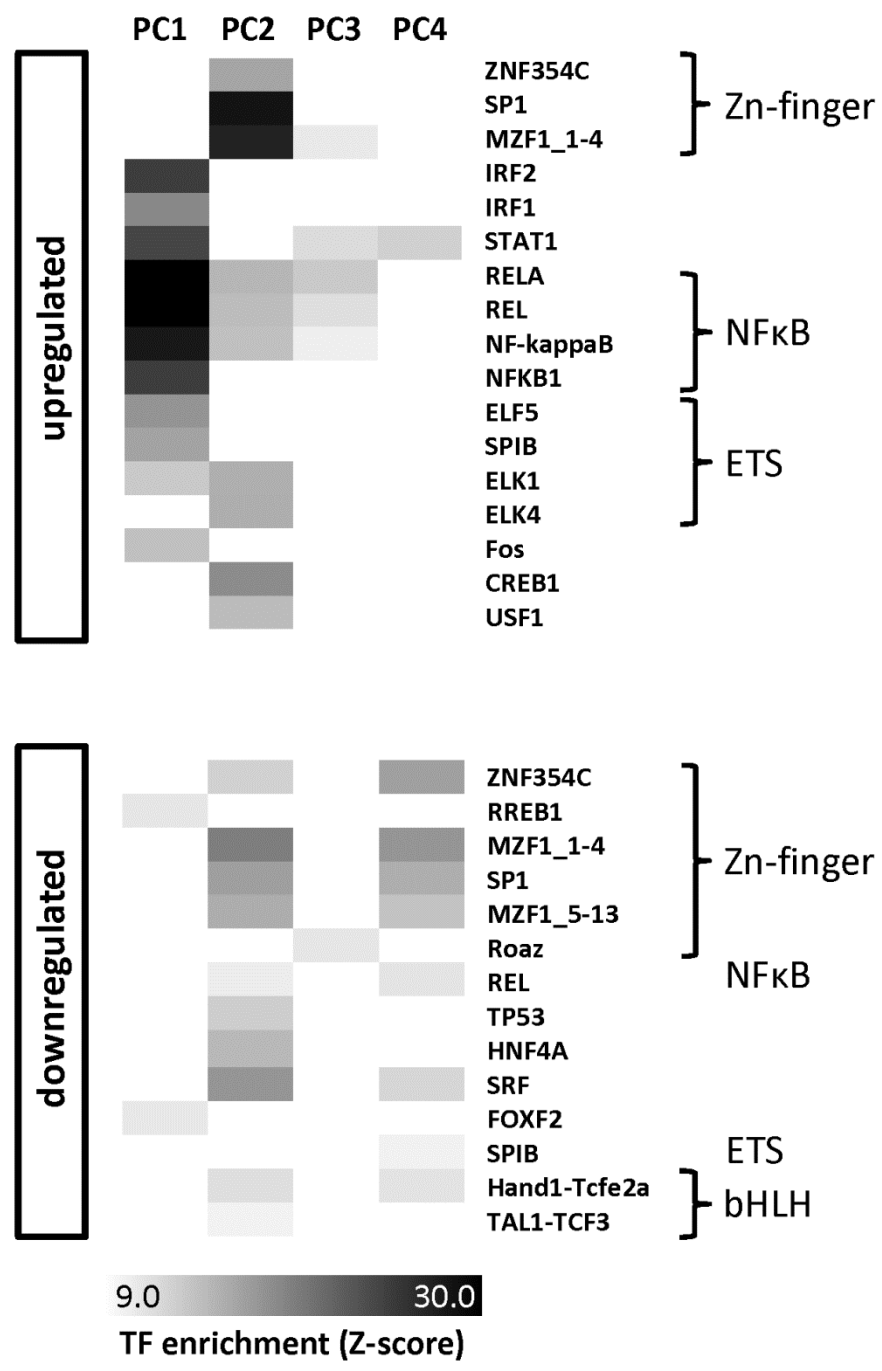 PC1 PC2 PC3 PC4
upregulated
ZNF354C
SP1
MZF1_1-4
Zn-finger
IRF2
IRF1
STAT1
RELA
REL
NF-kappaB
NFKB1
NFκB
ELF5
SPIB
ELK1
ELK4
ETS
Fos
CREB1
USF1
downregulated
ZNF354C
RREB1
MZF1_1-4
SP1
MZF1_5-13
Roaz
Zn-finger
REL NFκB
TP53
HNF4A
SRF
FOXF2
SPIB ETS
Hand1-Tcfe2a
TAL1-TCF3
bHLH
9.0 30.0
TF enrichment (Z-score)